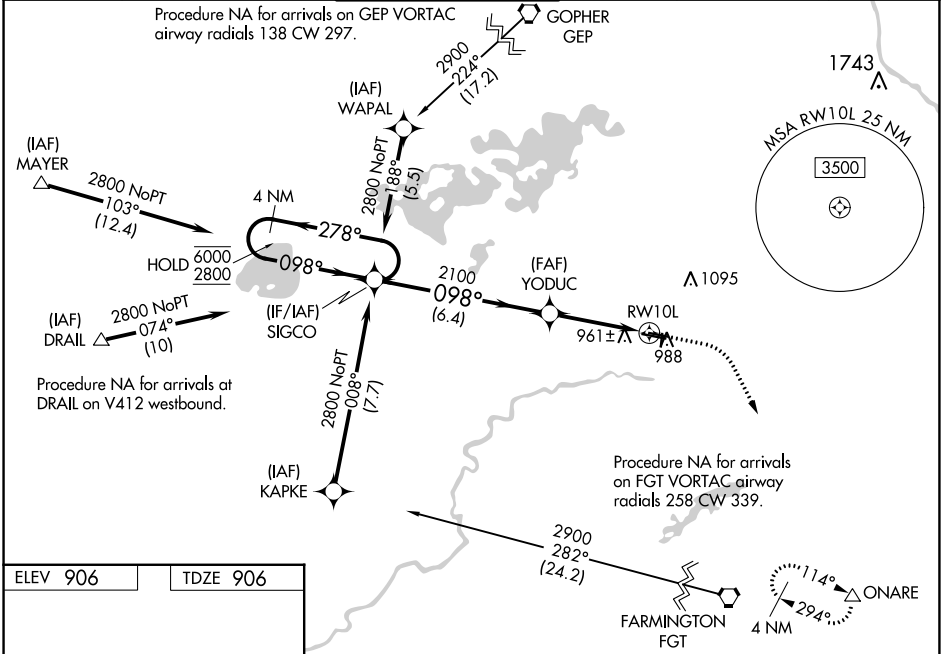 Procedure NA for arrivals on GEP VORTAC
airway radials 138 CW 297.
GOPHER
GEP
2900
224°
(17.2)
1743
(IAF)
WAPAL
MSA RW10L 25 NM
3500
(IAF)
MAYER
2800 NoPT
103°
(12.4)
2800 NoPT
188°
(5.5)
4 NM
278°
HOLD
6000
2800
098°
2100
098°
(6.4)
(FAF)
YODUC
1095
(IF/IAF)
SIGCO
(IAF)
DRAIL
2800 NoPT
074°
(10)
RW10L
961±
988
Procedure NA for arrivals at
DRAIL on V412 westbound.
2800 NoPT
008°
(7.7)
(IAF)
KAPKE
Procedure NA for arrivals
on FGT VORTAC airway
radials 258 CW 339.
2900
282°
(24.2)
FARMINGTON
FGT
114°
294°
4 NM
ONARE
ELEV 906
TDZE 906